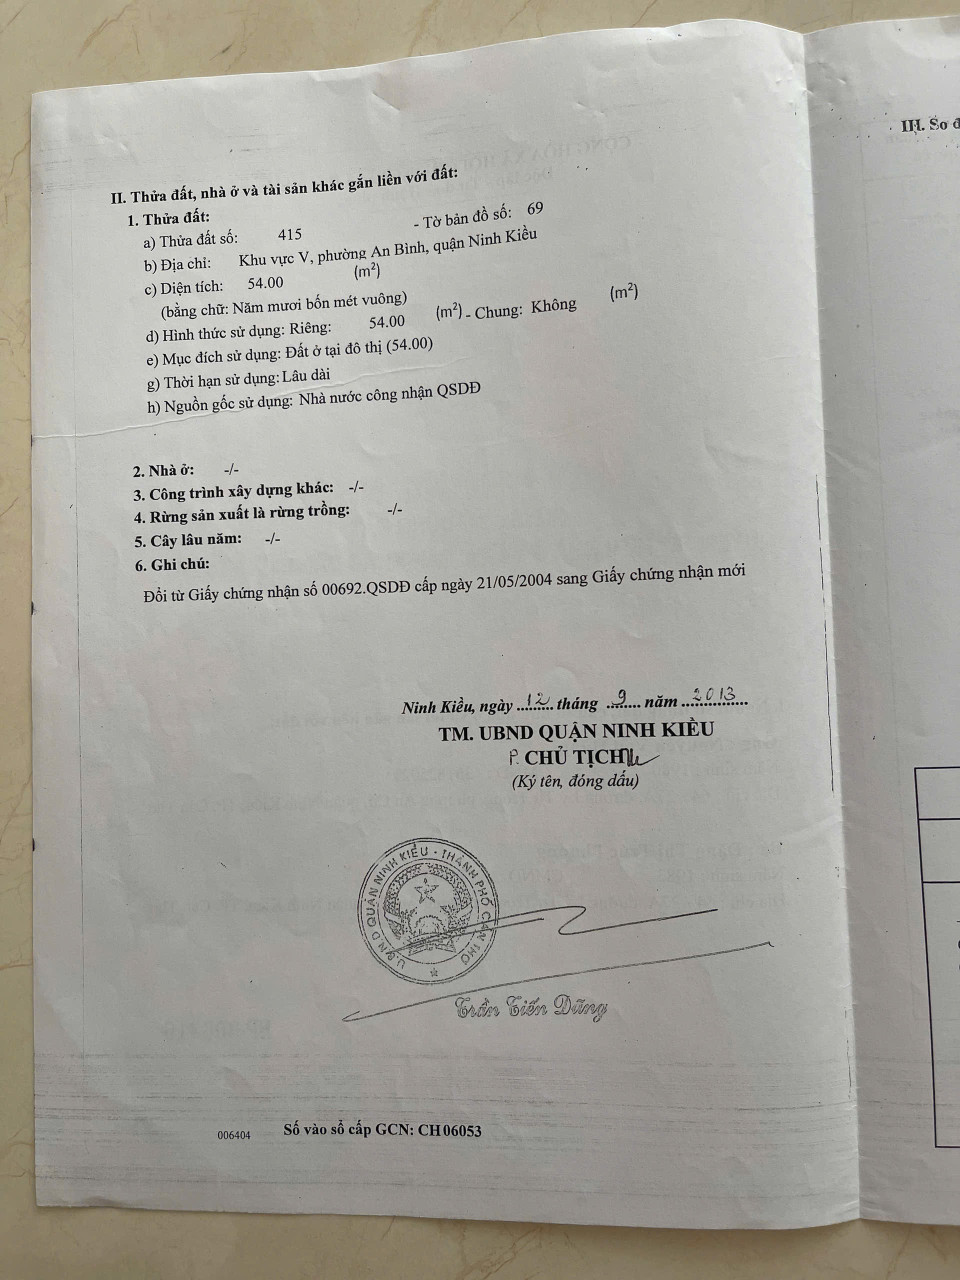 II. Thửa đất, nhà ở và tài sản khác gắn liền với đất:
1. Thửa đất:
a) Thửa đất số: 415 - Tờ bản đồ số: 69
b) Địa chỉ: Khu vực V, phường An Bình, quận Ninh Kiều
c) Diện tích: 54.00 (m²)
(bằng chữ: Năm mươi bốn mét vuông)
d) Hình thức sử dụng: Riêng: 54.00 (m²) - Chung: Không (m²)
e) Mục đích sử dụng: Đất ở tại đô thị (54.00)
g) Thời hạn sử dụng: Lâu dài
h) Nguồn gốc sử dụng: Nhà nước công nhận QSDĐ
2. Nhà ở: -/-
3. Công trình xây dựng khác: -/-
4. Rừng sản xuất là rừng trồng: -/-
5. Cây lâu năm: -/-
6. Ghi chú:
Đổi từ Giấy chứng nhận số 00692.QSDĐ cấp ngày 21/05/2004 sang Giấy chứng nhận mới
Ninh Kiều, ngày 12 tháng 9 năm 2013
TM. UBND QUẬN NINH KIỀU
P. CHỦ TỊCH
(Ký tên, đóng dấu)
U.B.N.D QUẬN NINH KIỀU - THÀNH PHỐ CẦN THƠ
Trần Tiến Dũng
006404 Số vào sổ cấp GCN: CH06053
III. Sơ đ